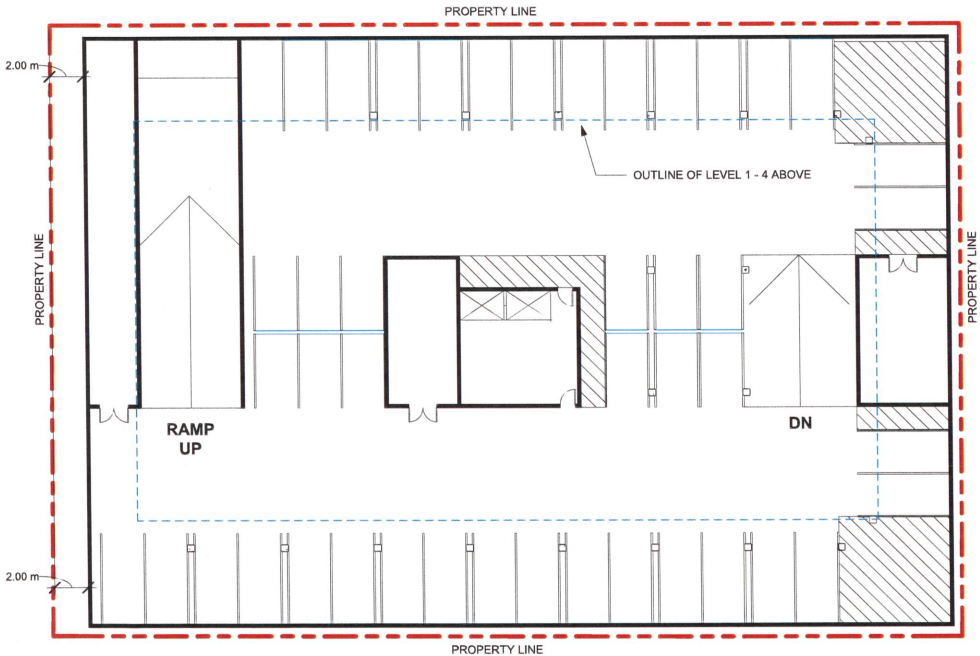 PROPERTY LINE
2.00 m
OUTLINE OF LEVEL 1 - 4 ABOVE
PROPERTY LINE
PROPERTY LINE
RAMP
UP
DN
2.00 m
PROPERTY LINE